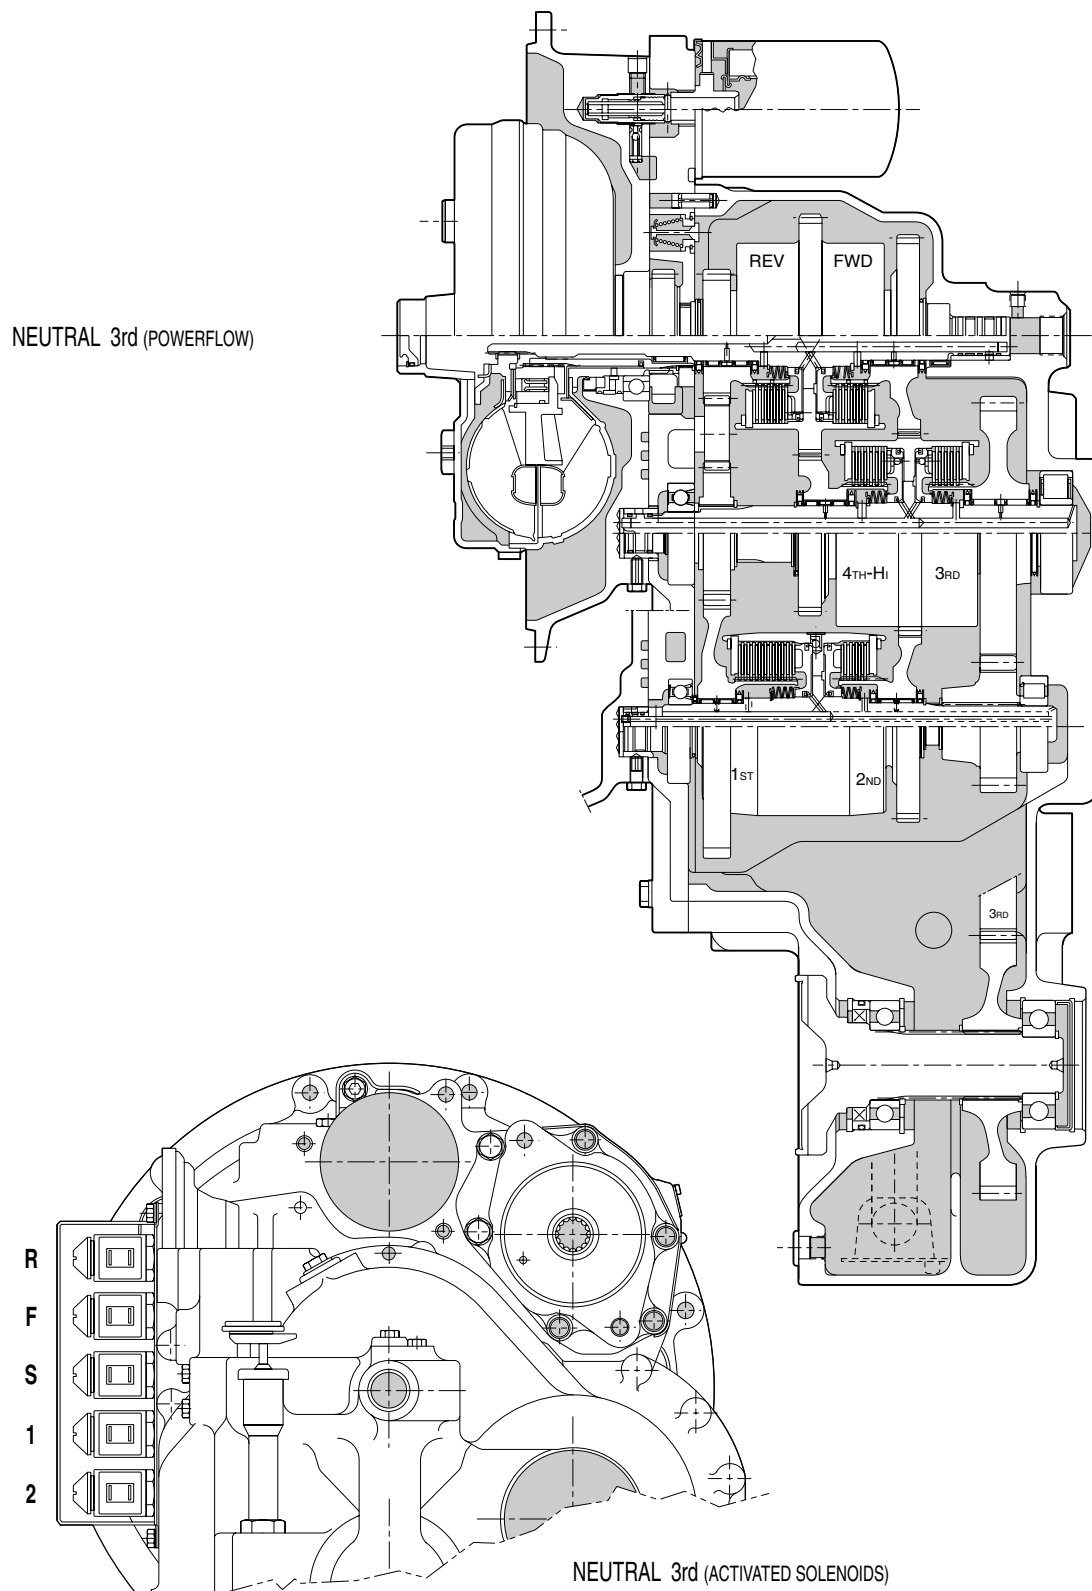 REV FWD
NEUTRAL 3rd (POWERFLOW)
4TH-HI 3RD
1ST 2ND
3RD
R
F
S
1
2
NEUTRAL 3rd (ACTIVATED SOLENOIDS)